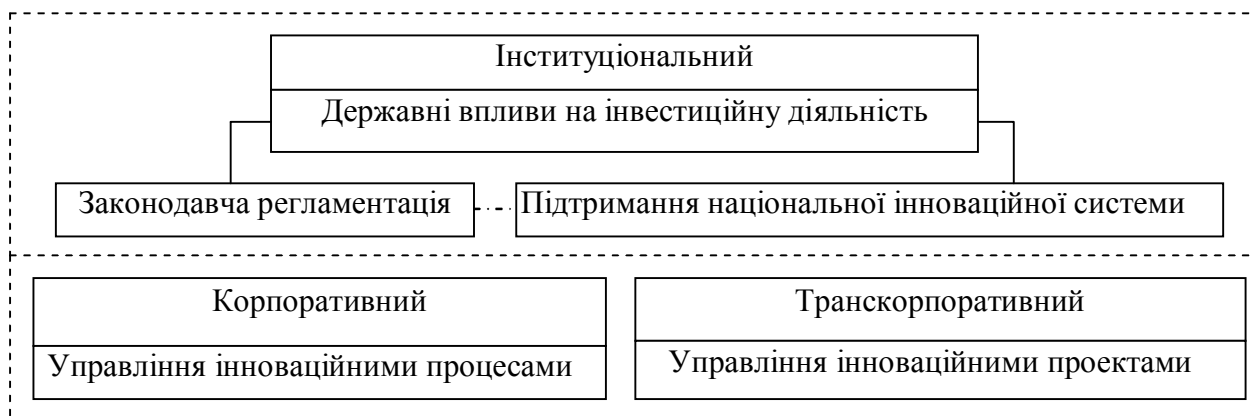 Інституціональний
Державні впливи на інвестиційну діяльність
Законодавча регламентація
Підтримання національної інноваційної системи
Корпоративний
Транскорпоративний
Управління інноваційними процесами
Управління інноваційними проектами